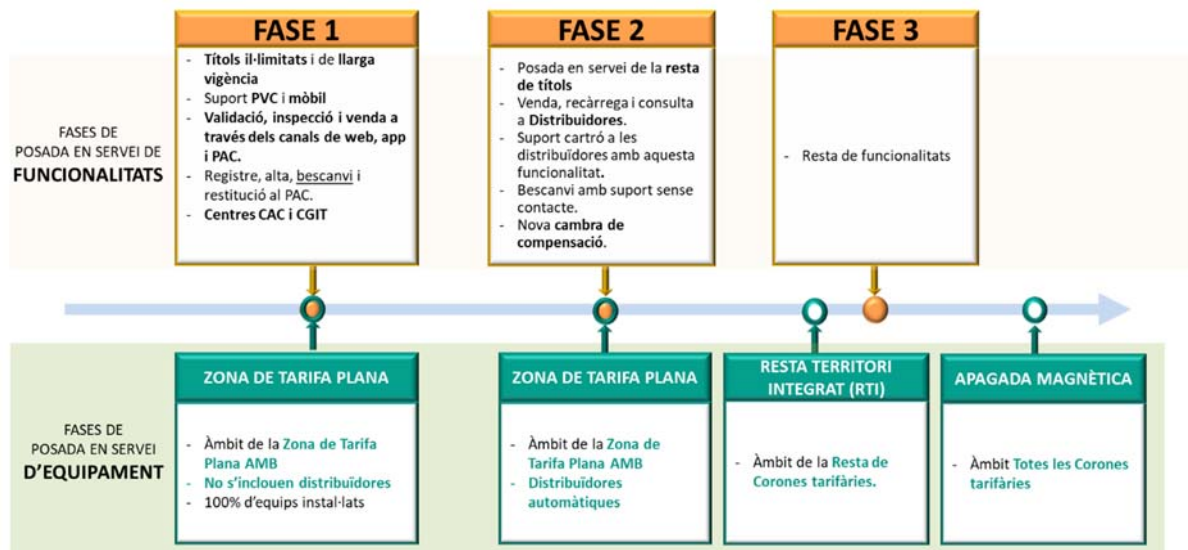 FASE 1
- Títols il·limitats i de llarga
vigència
- Suport PVC i mòbil
- Validació, inspecció i venda a
través dels canals de web, app
i PAC.
- Registre, alta, bescanvi i
restitució al PAC.
- Centres CAC i CGIT
FASE 2
- Posada en servei de la resta
de títols
- Venda, recàrrega i consulta
a Distribuidores.
- Suport cartró a les
distribuïdores amb aquesta
funcionalitat.
- Bescanvi amb suport sense
contacte.
- Nova cambra de
compensació.
FASE 3
- Resta de funcionalitats
FASES DE
POSADA EN SERVEI DE
FUNCIONALITATS
FASES DE
POSADA EN SERVEI
D'EQUIPAMENT
ZONA DE TARIFA PLANA
- Àmbit de la Zona de Tarifa
Plana AMB
- No s'inclouen distribuïdores
- 100% d'equips instal·lats
ZONA DE TARIFA PLANA
- Àmbit de la Zona de
Tarifa Plana AMB
- Distribuïdores
automàtiques
RESTA TERRITORI
INTEGRAT (RTI)
- Àmbit de la Resta de
Corones tarifàries.
APAGADA MAGNÈTICA
- Àmbit Totes les Corones
tarifàries